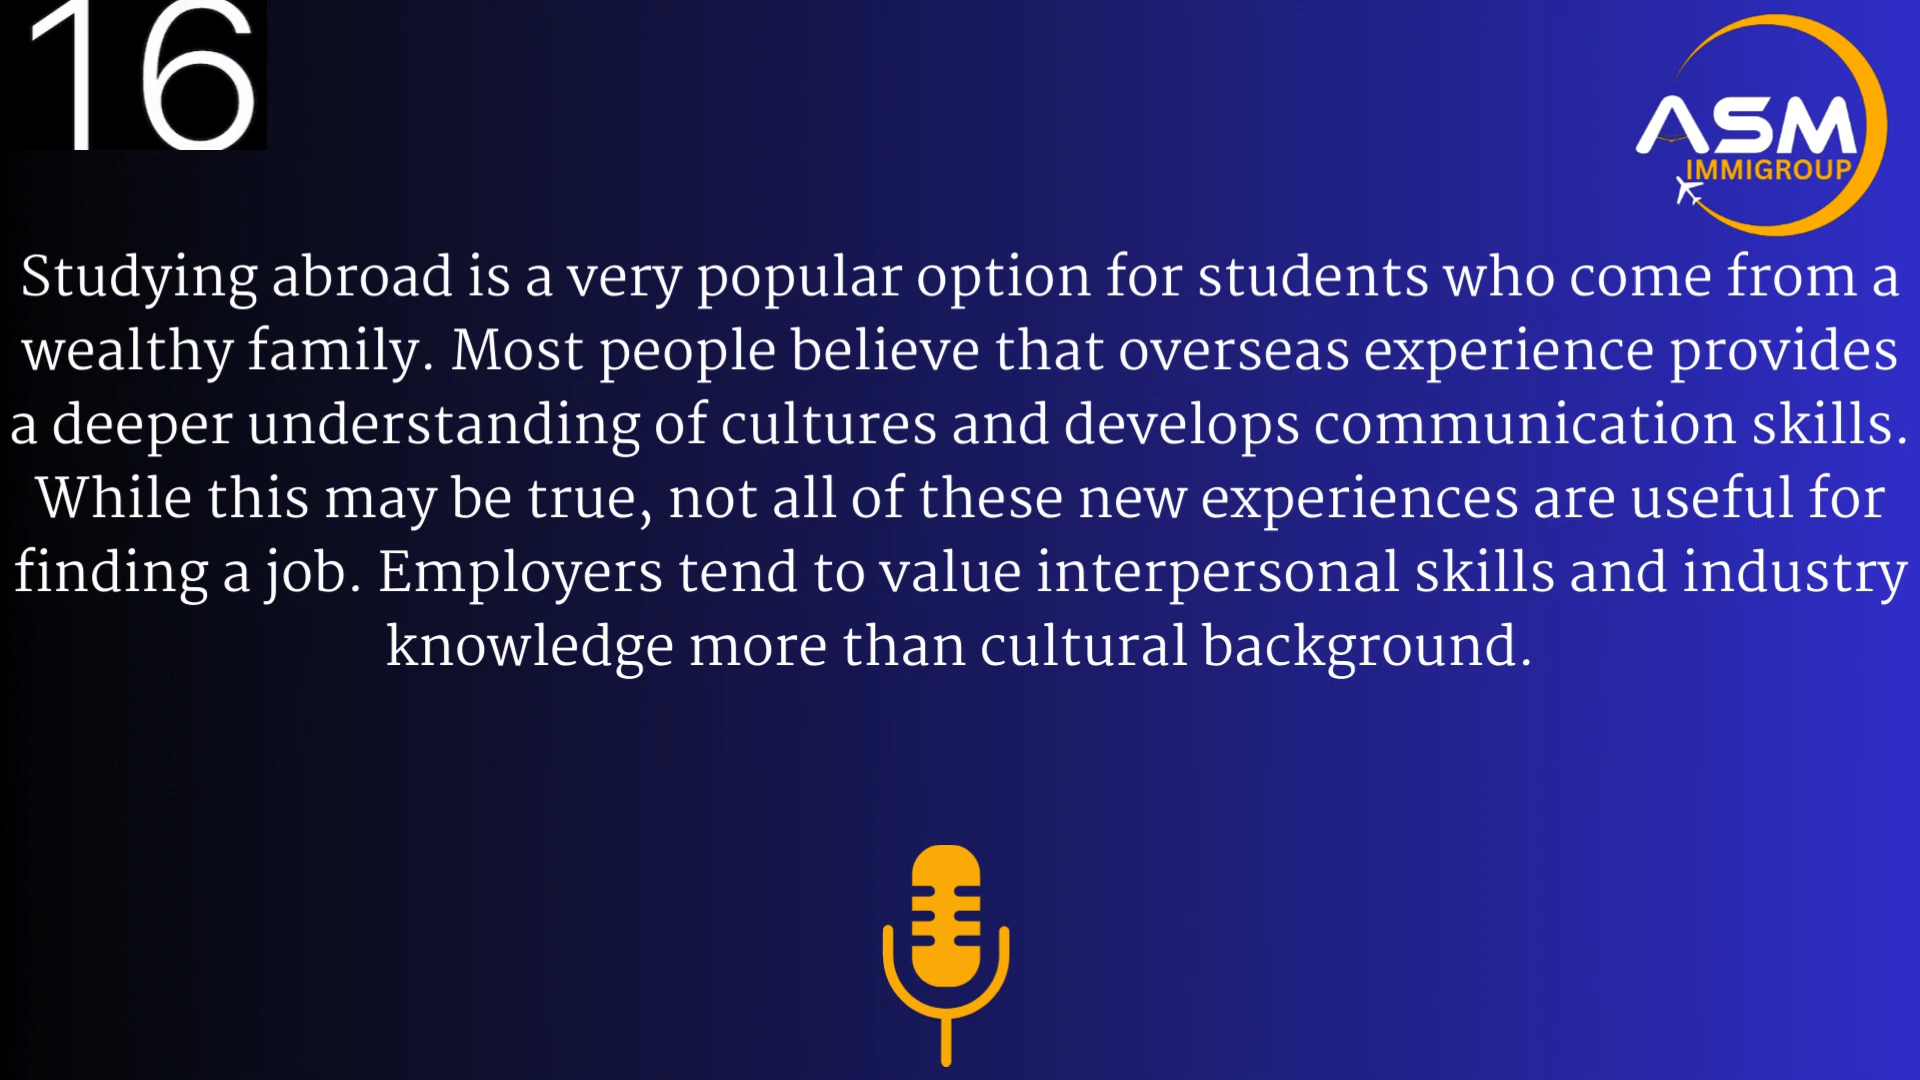 16
ASM
IMMIGROUP
Studying abroad is a very popular option for students who come from a
wealthy family. Most people believe that overseas experience provides
a deeper understanding of cultures and develops communication skills.
While this may be true, not all of these new experiences are useful for
finding a job. Employers tend to value interpersonal skills and industry
knowledge more than cultural background.